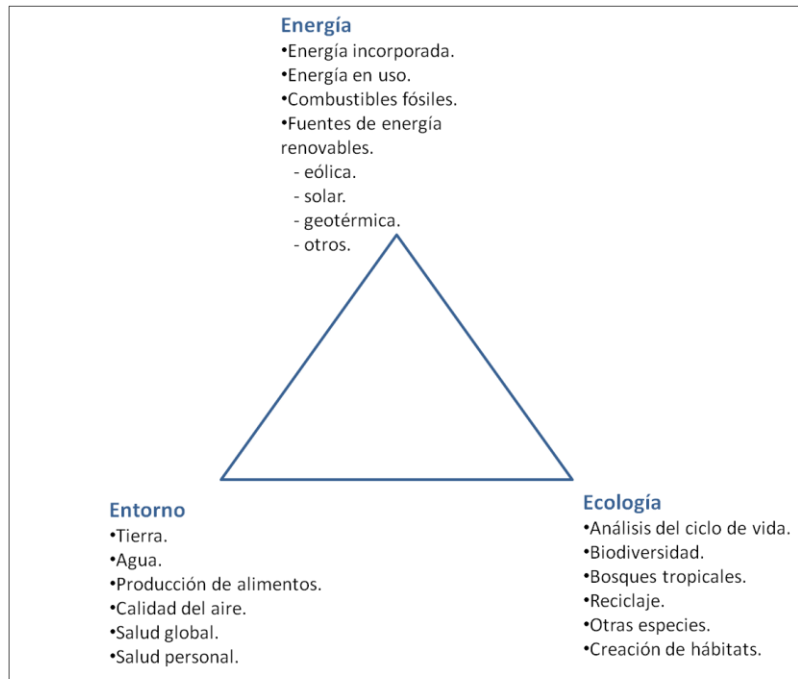 Energía
•Energía incorporada.
•Energía en uso.
•Combustibles fósiles.
•Fuentes de energía
renovables.
- eólica.
- solar.
- geotérmica.
- otros.
Entorno
•Tierra.
•Agua.
•Producción de alimentos.
•Calidad del aire.
•Salud global.
•Salud personal.
Ecología
•Análisis del ciclo de vida.
•Biodiversidad.
•Bosques tropicales.
•Reciclaje.
•Otras especies.
•Creación de hábitats.